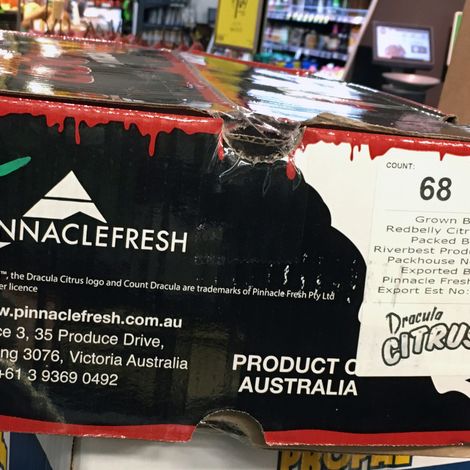 NNACLEFRESH
™, the Dracula Citrus logo and Count Dracula are trademarks of Pinnacle Fresh Pty Ltd
er licence
w.pinnaclefresh.com.au
ce 3, 35 Produce Drive,
ng 3076, Victoria Australia
+61 3 9369 0492
PRODUCT O
AUSTRALIA
COUNT:
68
Grown B
Redbelly Citr
Packed B
Riverbest Prod
Packhouse N
Exported B
Pinnacle Fresh
Export Est No:
Dracula
CITRUS